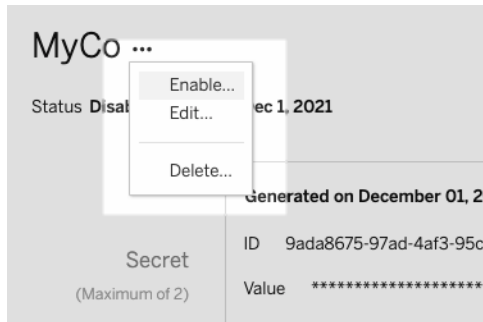 MyCo ...
Enable...
Status Disab ec 1, 2021
Edit...
Delete...
Generated on December 01, 2
ID 9ada8675-97ad-4af3-95c
Secret
(Maximum of 2)
Value ********************